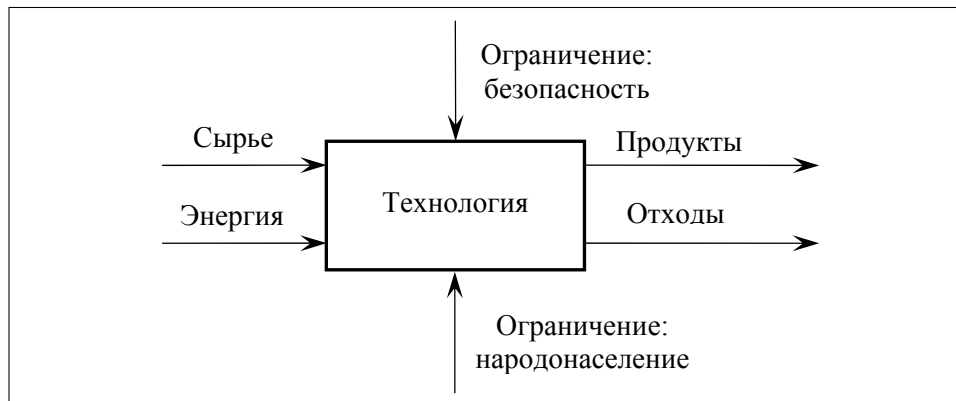 Ограничение:
безопасность
Сырье
Продукты
Технология
Энергия
Отходы
Ограничение:
народонаселение